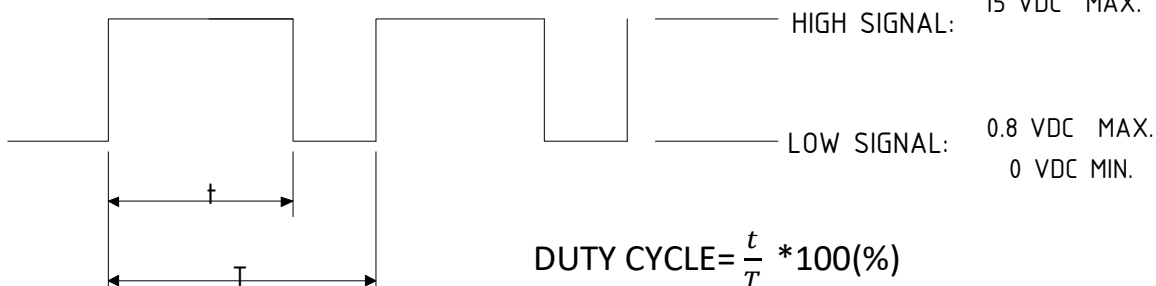 15 VDC MAX.
HIGH SIGNAL:
LOW SIGNAL: 0.8 VDC MAX.
0 VDC MIN.
t
DUTY CYCLE= t/T *100(%)
T